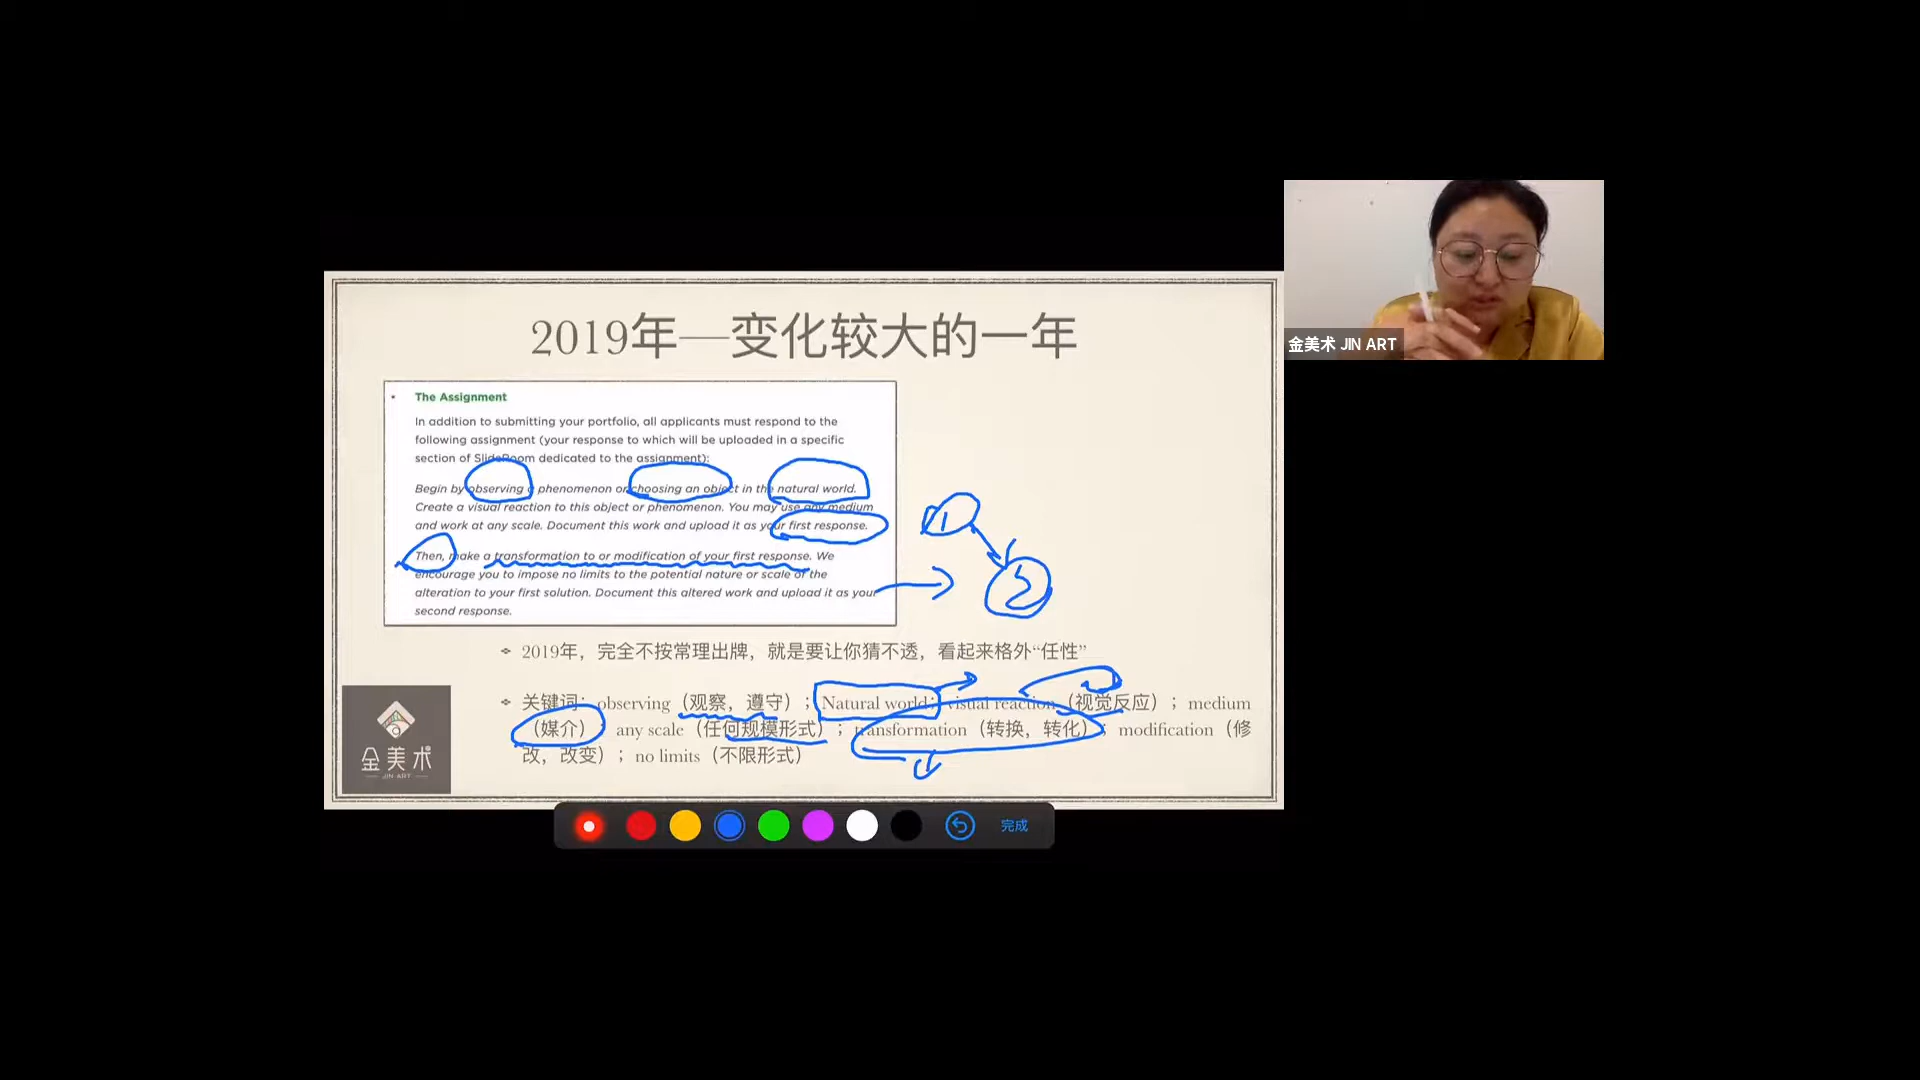 2019年—变化较大的一年
The Assignment
In addition to submitting your portfolio, all applicants must respond to the
following assignment (your response to which will be uploaded in a specific
section of SlideRoom dedicated to the assignment):
Begin by observing a phenomenon or choosing an object in the natural world.
Create a visual reaction to this object or phenomenon. You may use any medium
and work at any scale. Document this work and upload it as your first response.
Then, make a transformation to or modification of your first response. We
encourage you to impose no limits to the potential nature or scale of the
alteration to your first solution. Document this altered work and upload it as your
second response.
2019年，完全不按常理出牌，就是要让你猜不透，看起来格外“任性”
关键词：observing（观察，遵守）；Natural world；visual reaction（视觉反应）；medium
（媒介）；any scale（任何规模形式）；transformation（转换，转化）；modification（修
改，改变）；no limits（不限形式）
金美术
JIN ART
金美术 JIN ART
完成